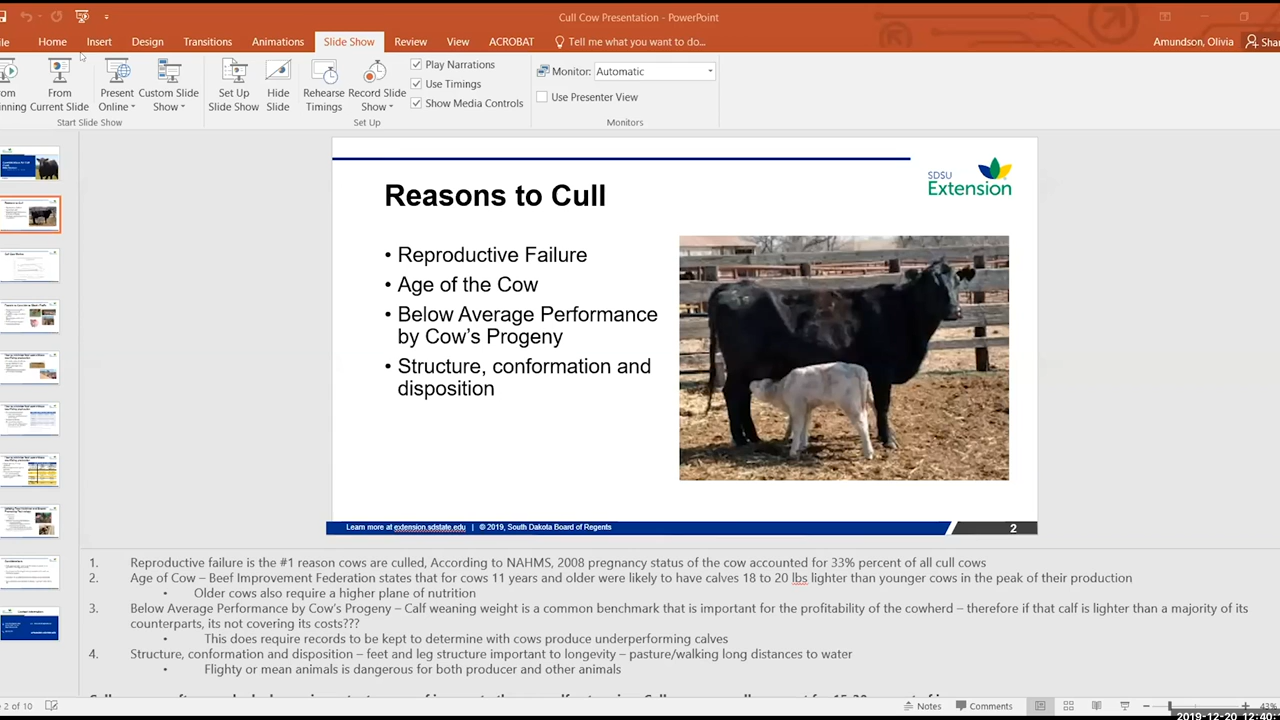 Cull Cow Presentation - PowerPoint
Home Insert Design Transitions Animations Slide Show Review View ACROBAT Tell me what you want to do... Amundson, Olivia
From Current Slide
Present Online
Custom Slide Show
Set Up Slide Show
Hide Slide
Rehearse Timings
Record Slide Show
Play Narrations
Use Timings
Show Media Controls
Monitor: Automatic
Use Presenter View
Start Slide Show
Set Up
Monitors
SDSU
Extension
Reasons to Cull
• Reproductive Failure
• Age of the Cow
• Below Average Performance
by Cow's Progeny
• Structure, conformation and
disposition
Learn more at extension.sdstate.edu | © 2019, South Dakota Board of Regents
2
1. Reproductive failure is the #1 reason cows are culled, According to NAHMS, 2008 pregnancy status of the cow accounted for 33% percent of all cull cows
2. Age of Cow – Beef Improvement Federation states that for cows 11 years and older were likely to have calves 18 to 20 lbs lighter than younger cows in the peak of their production
• Older cows also require a higher plane of nutrition
3. Below Average Performance by Cow's Progeny – Calf weaning weight is a common benchmark that is important for the profitability of the cowherd – therefore if that calf is lighter than a majority of its
counterparts, its not covering its costs???
• This does require records to be kept to determine with cows produce underperforming calves
4. Structure, conformation and disposition – feet and leg structure important to longevity – pasture/walking long distances to water
• Flighty or mean animals is dangerous for both producer and other animals
2 of 10
Notes
Comments
43%